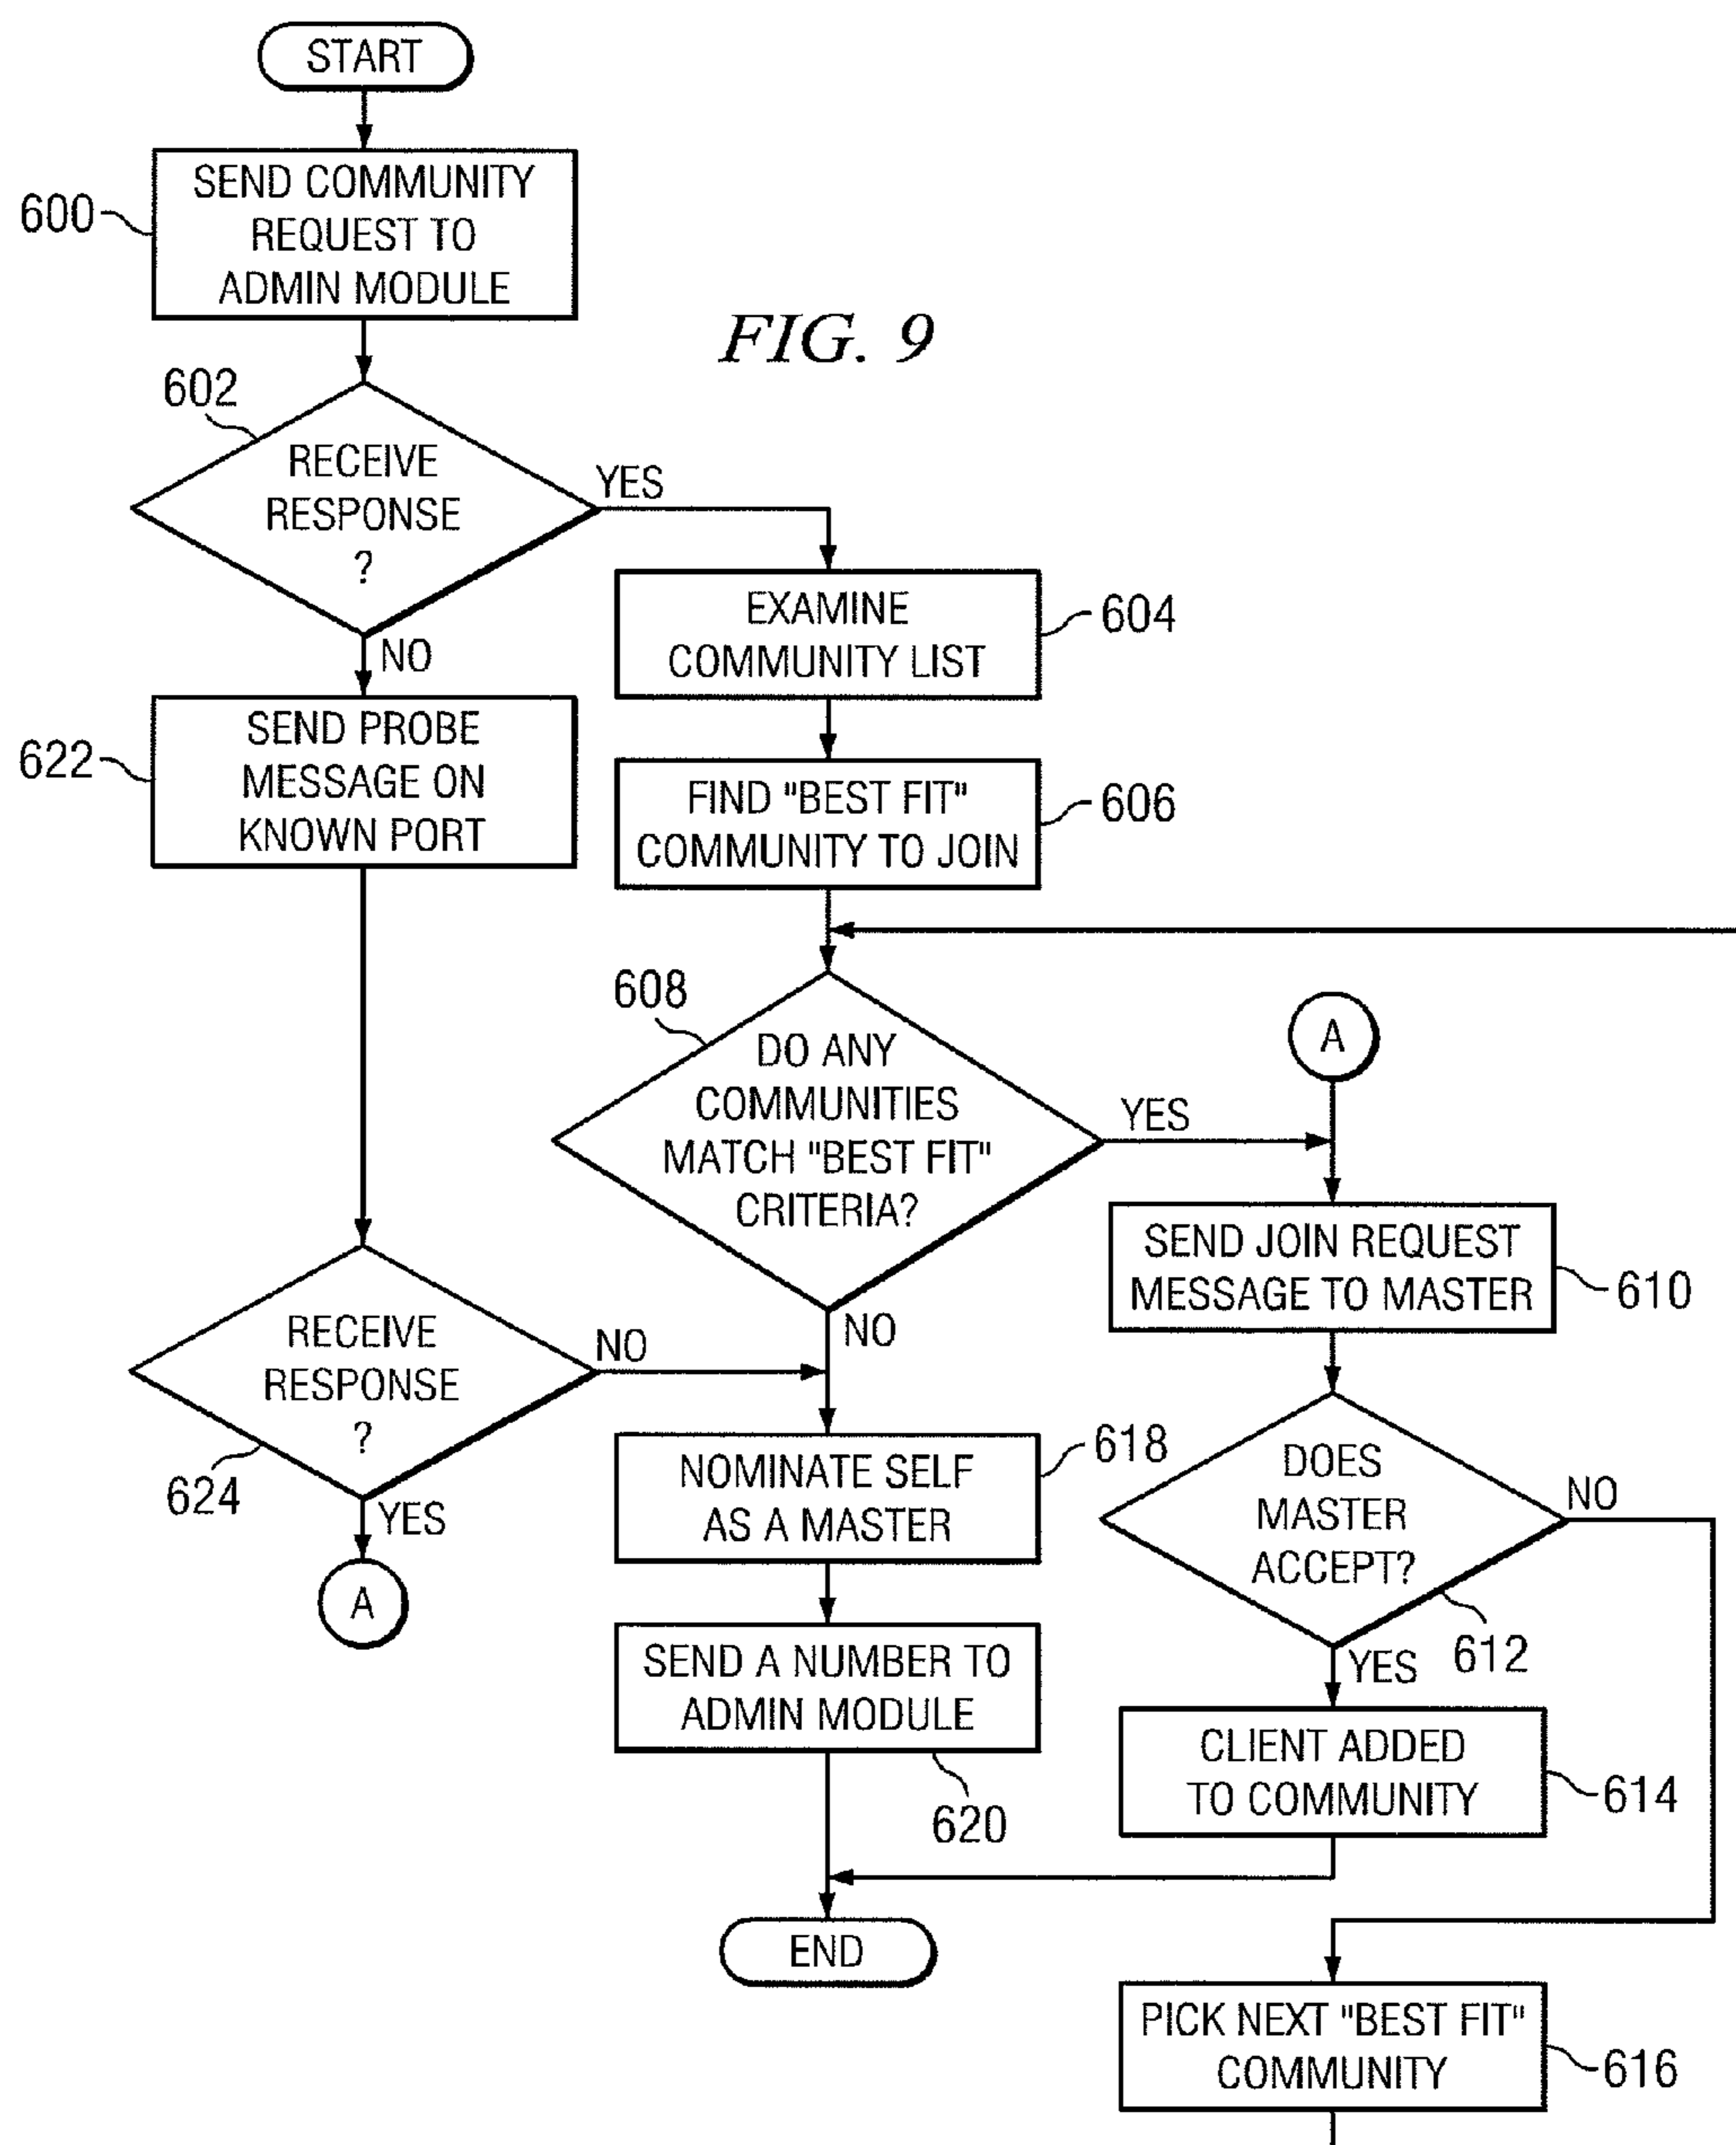 START
SEND COMMUNITY
REQUEST TO
ADMIN MODULE
600
FIG. 9
602
RECEIVE
RESPONSE
?
YES
NO
EXAMINE
COMMUNITY LIST
604
SEND PROBE
MESSAGE ON
KNOWN PORT
622
FIND "BEST FIT"
COMMUNITY TO JOIN
606
608
DO ANY
COMMUNITIES
MATCH "BEST FIT"
CRITERIA?
YES
NO
A
SEND JOIN REQUEST
MESSAGE TO MASTER
610
RECEIVE
RESPONSE
?
NO
624
YES
A
NOMINATE SELF
AS A MASTER
618
DOES
MASTER
ACCEPT?
NO
612
YES
SEND A NUMBER TO
ADMIN MODULE
620
CLIENT ADDED
TO COMMUNITY
614
END
PICK NEXT "BEST FIT"
COMMUNITY
616